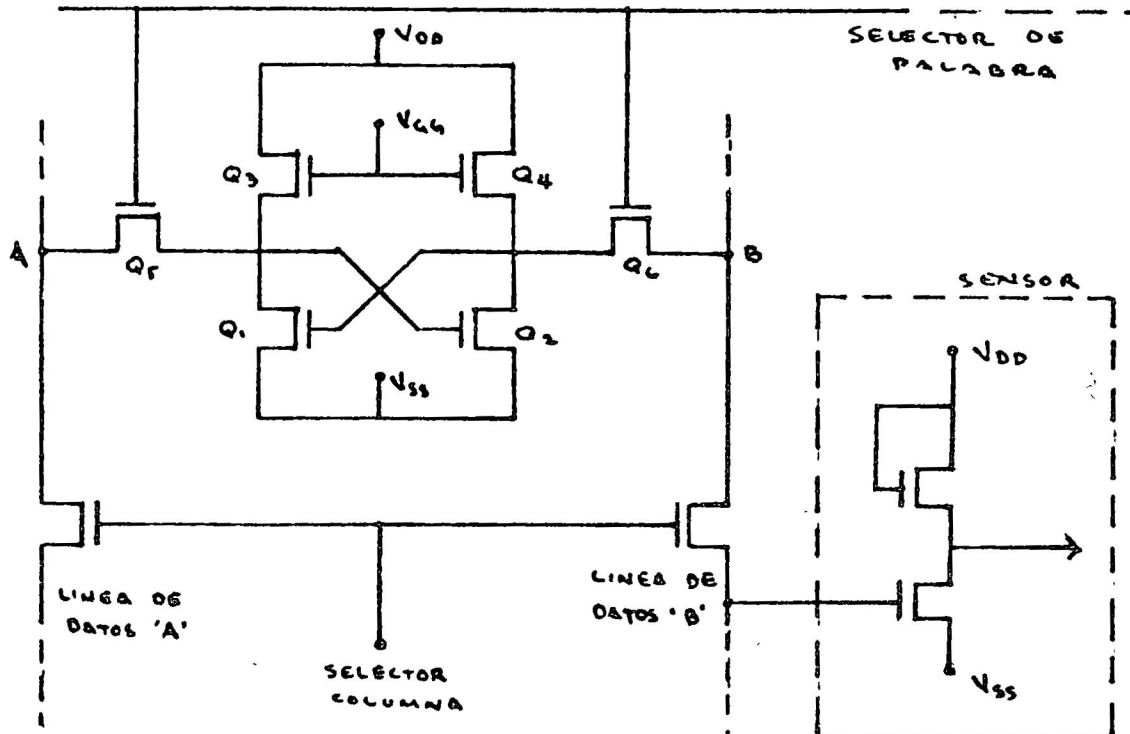 VDD
SELECTOR DE
PALABRA
VGG
Q3
Q4
A
Q5
Q6
B
SENSOR
Q1
Q2
VDD
VSS
LINEA DE
DATOS 'A'
LINEA DE
DATOS 'B'
SELECTOR
COLUMNA
VSS